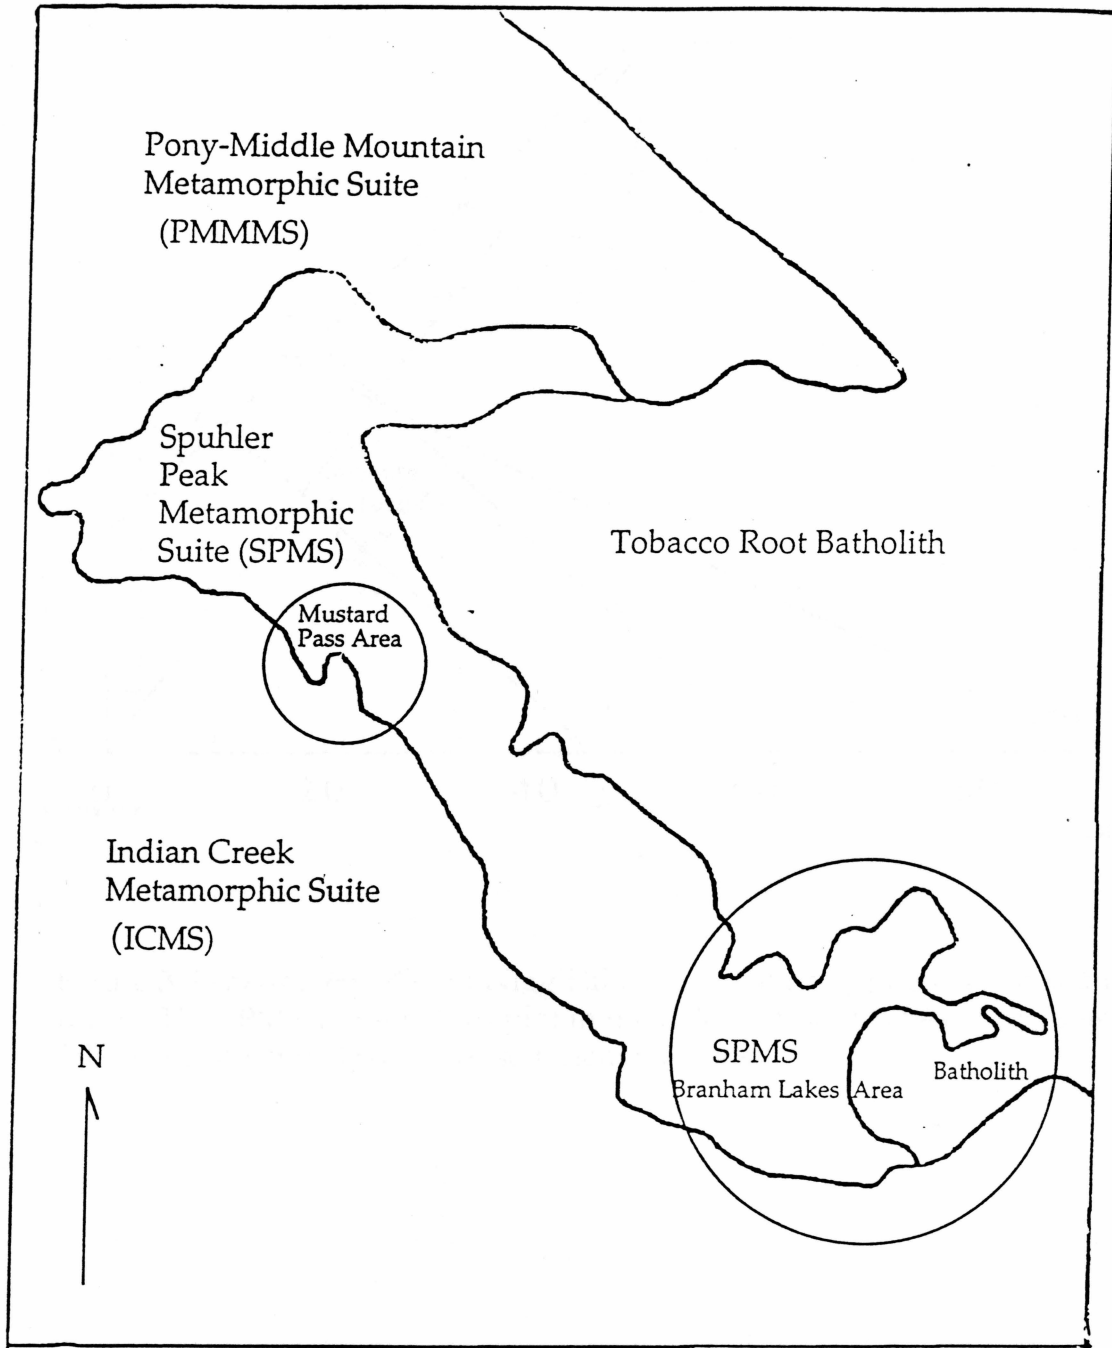 Pony-Middle Mountain
Metamorphic Suite
(PMMMS)
Spuhler
Peak
Metamorphic
Suite (SPMS)
Tobacco Root Batholith
Mustard
Pass Area
Indian Creek
Metamorphic Suite
(ICMS)
N
SPMS
Branham Lakes Area
Batholith